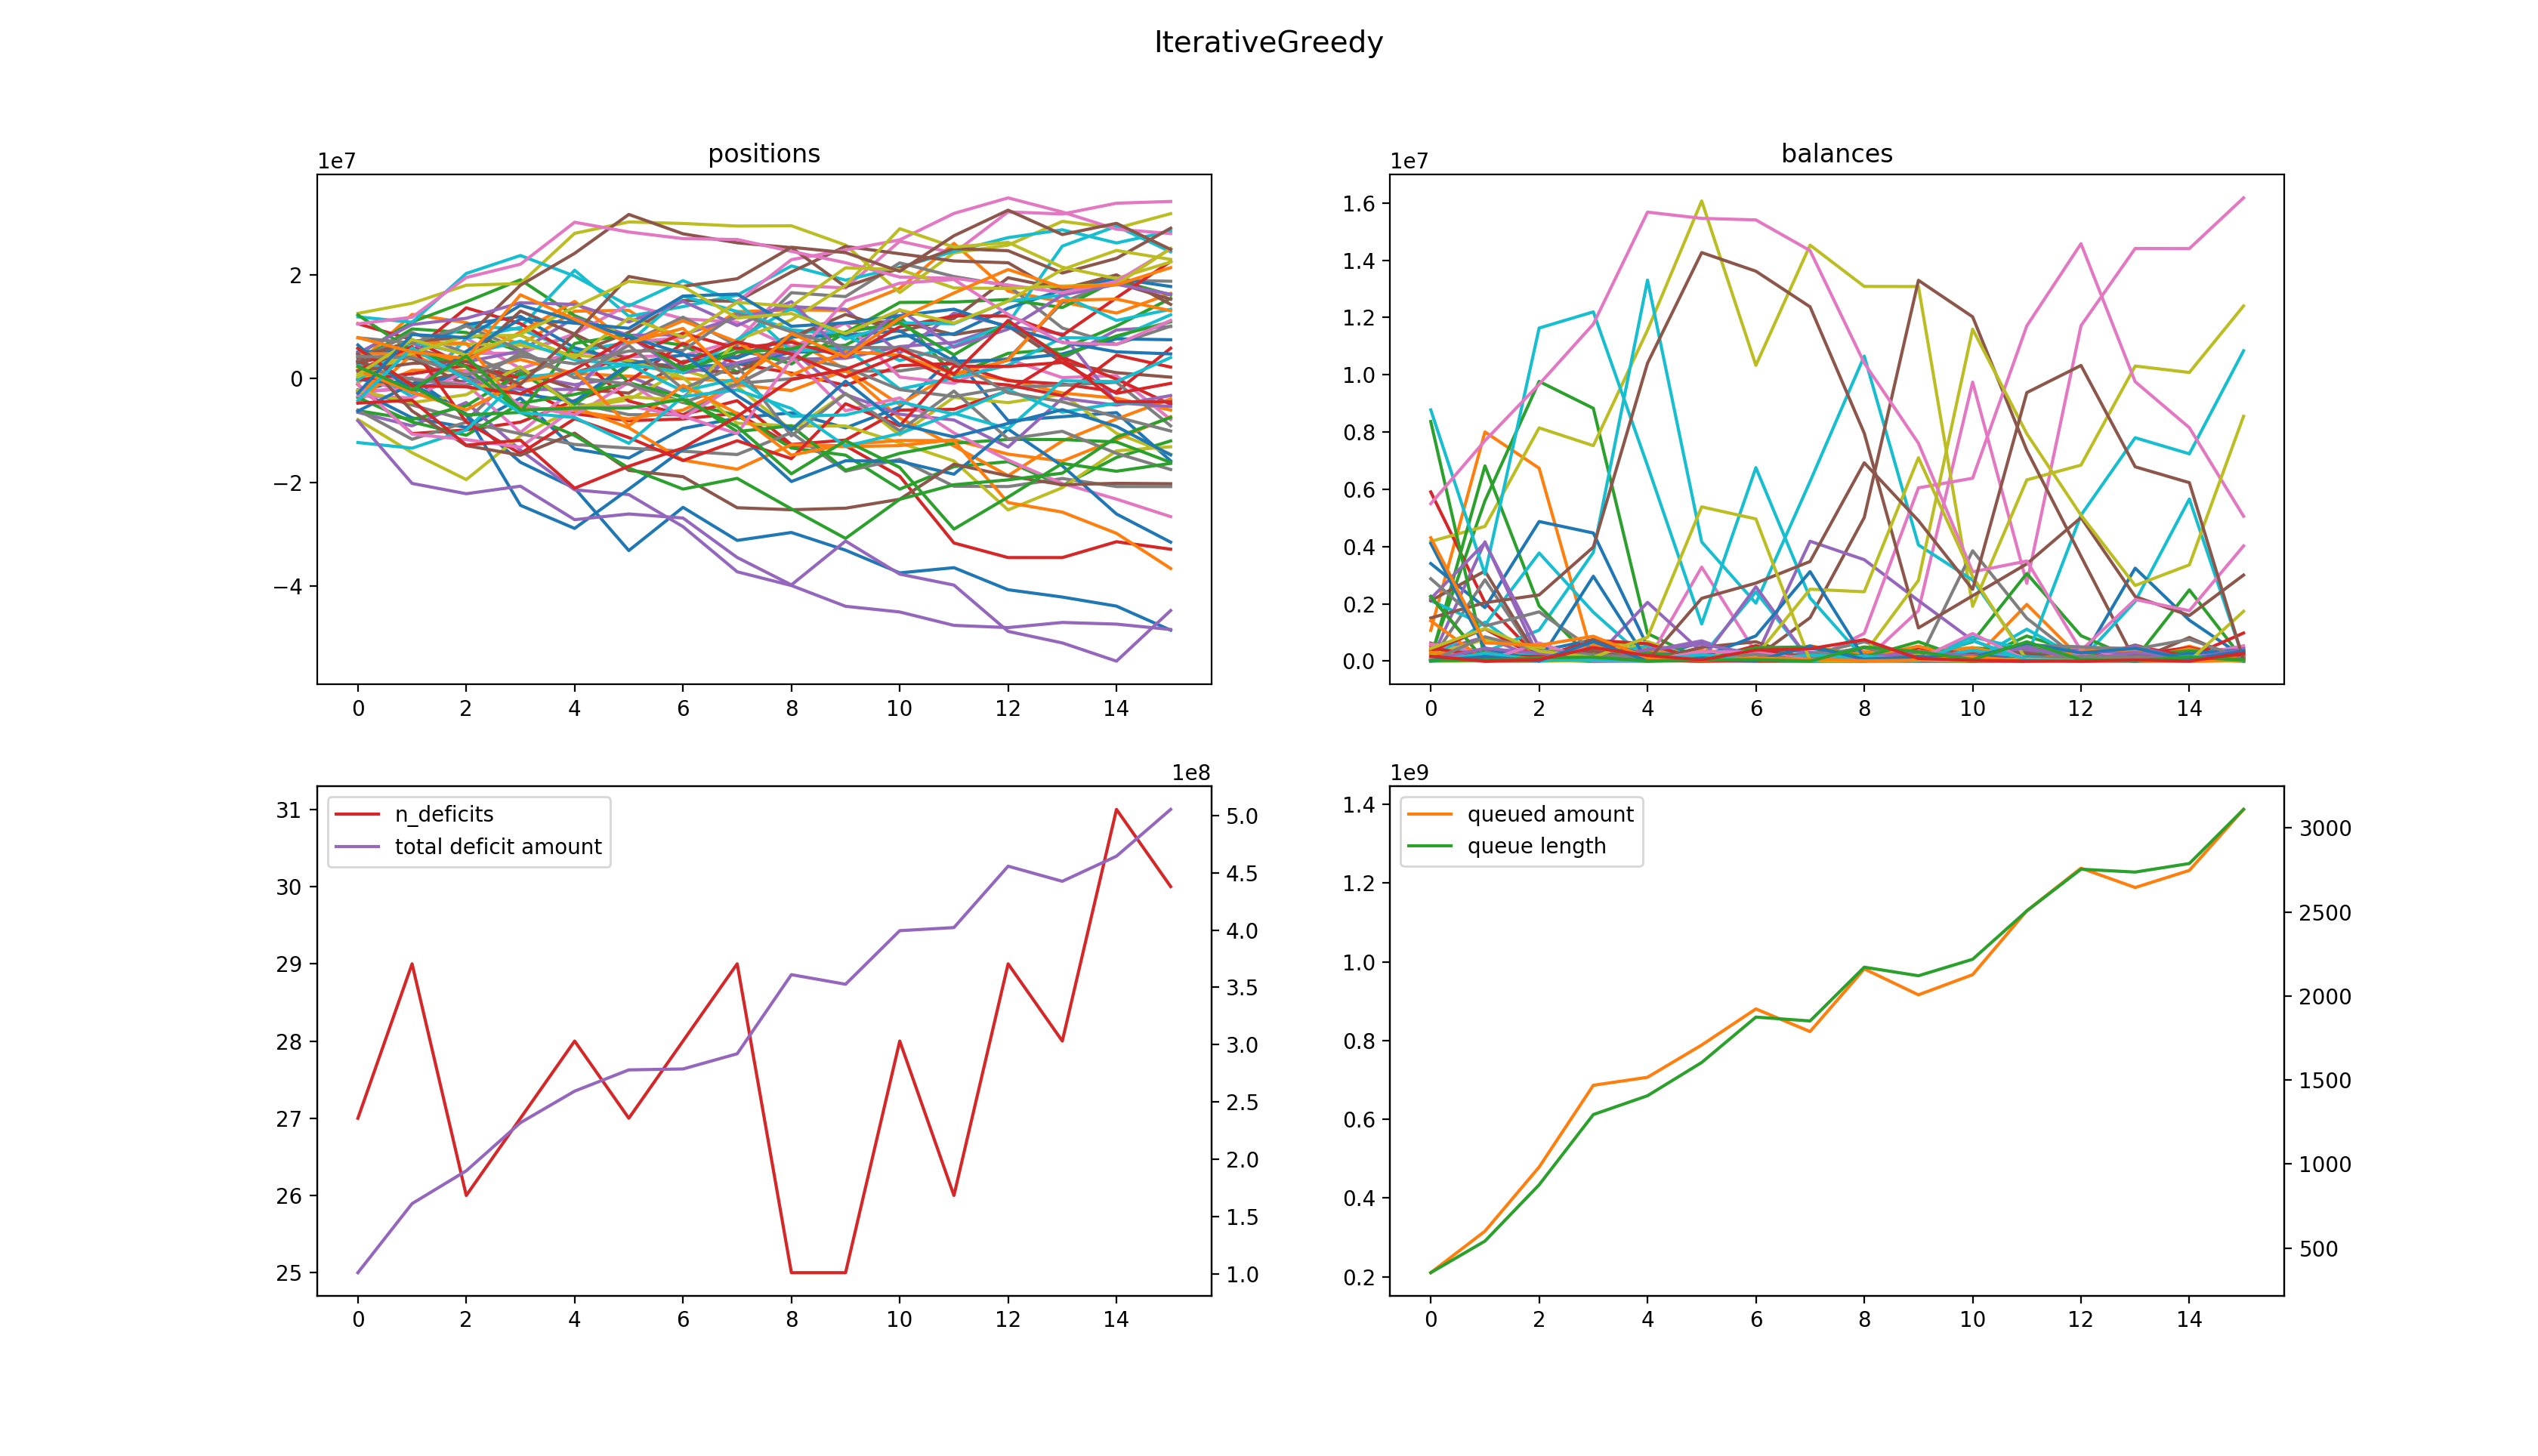 IterativeGreedy
positions
1e7
2
0
−2
−4
0 2 4 6 8 10 12 14
balances
1e7
1.6
1.4
1.2
1.0
0.8
0.6
0.4
0.2
0.0
0 2 4 6 8 10 12 14
1e8
n_deficits
total deficit amount
31
30
29
28
27
26
25
5.0
4.5
4.0
3.5
3.0
2.5
2.0
1.5
1.0
0 2 4 6 8 10 12 14
1e9
queued amount
queue length
1.4
1.2
1.0
0.8
0.6
0.4
0.2
3000
2500
2000
1500
1000
500
0 2 4 6 8 10 12 14